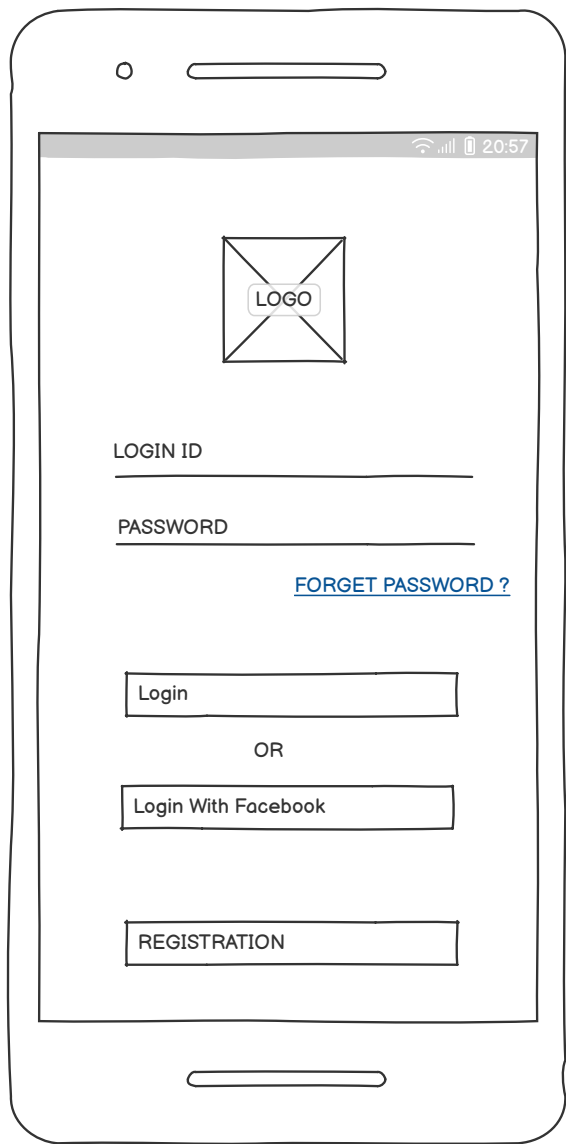 20:57
LOGO
LOGIN ID
PASSWORD
FORGET PASSWORD ?
Login
OR
Login With Facebook
REGISTRATION